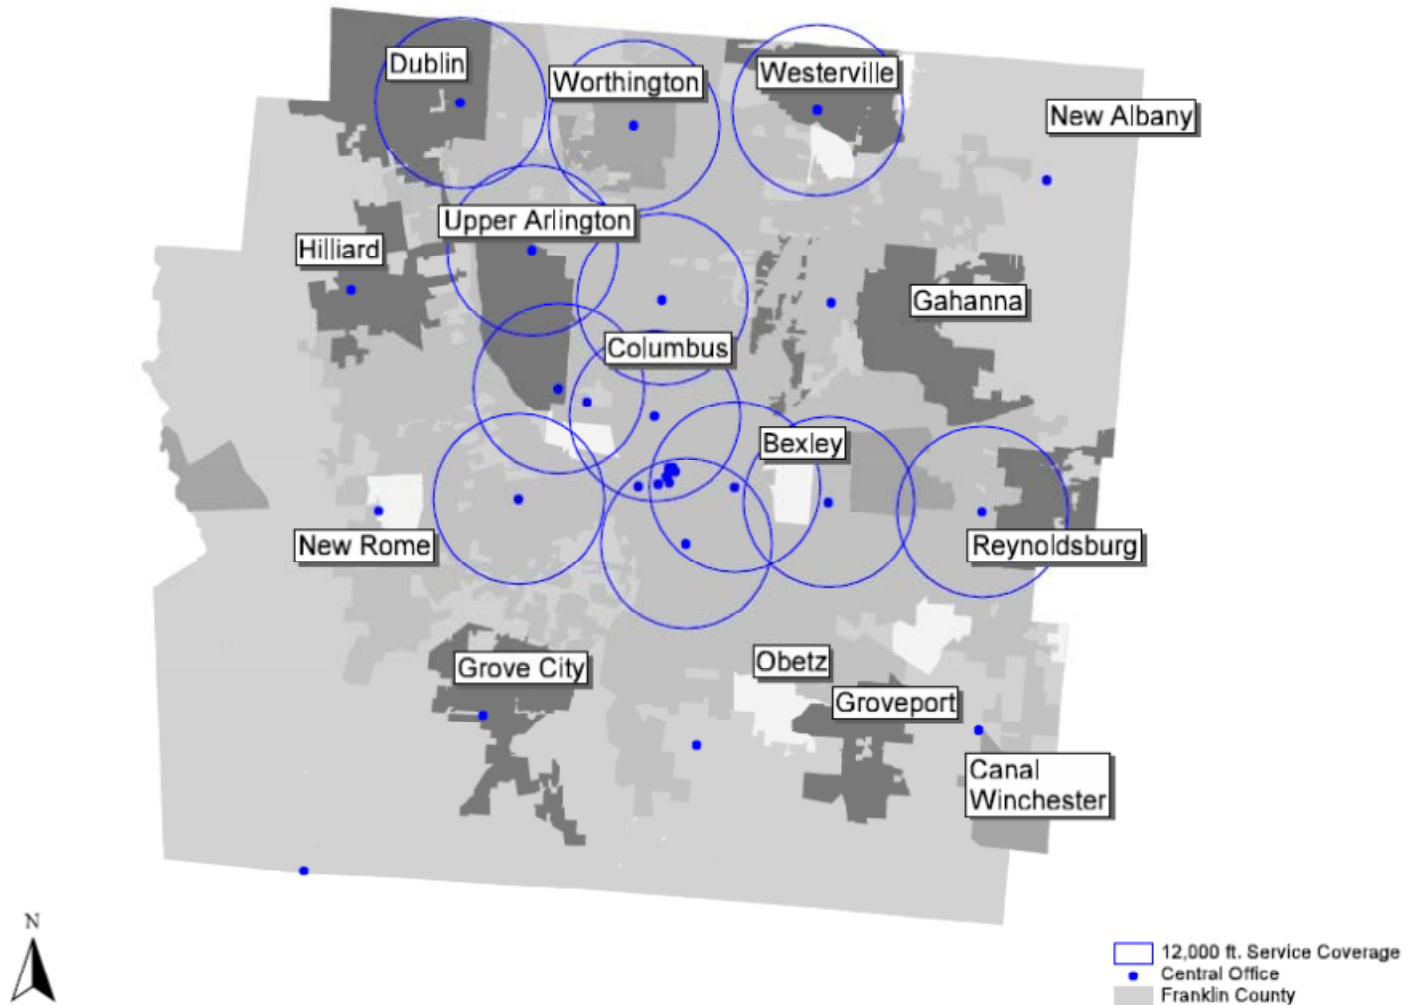 Dublin
Worthington
Westerville
New Albany
Upper Arlington
Hilliard
Gahanna
Columbus
Bexley
New Rome
Reynoldsburg
Grove City
Obetz
Groveport
Canal
Winchester
N
12,000 ft. Service Coverage
Central Office
Franklin County